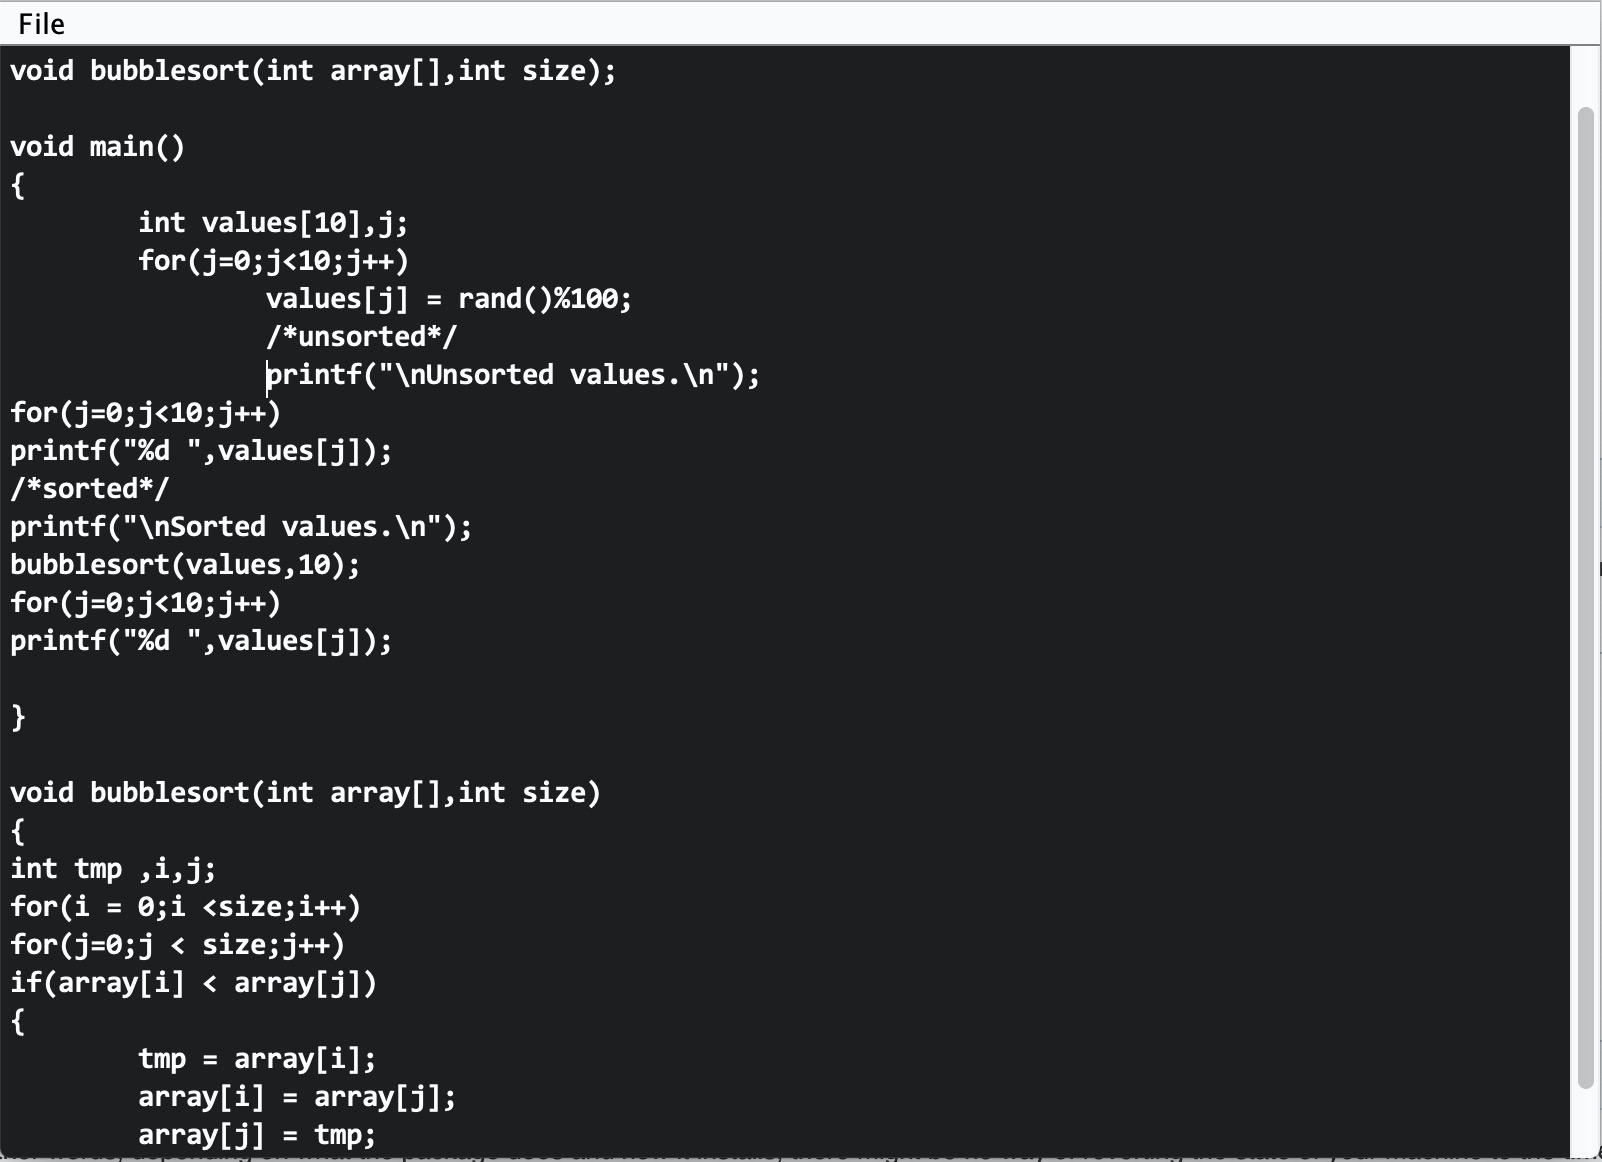 File
void bubblesort(int array[],int size);
void main()
{
int values[10],j;
for(j=0;j<10;j++)
values[j] = rand()%100;
/*unsorted*/
printf("\nUnsorted values.\n");
for(j=0;j<10;j++)
printf("%d ",values[j]);
/*sorted*/
printf("\nSorted values.\n");
bubblesort(values,10);
for(j=0;j<10;j++)
printf("%d ",values[j]);
}
void bubblesort(int array[],int size)
{
int tmp ,i,j;
for(i = 0;i <size;i++)
for(j=0;j < size;j++)
if(array[i] < array[j])
{
tmp = array[i];
array[i] = array[j];
array[j] = tmp;